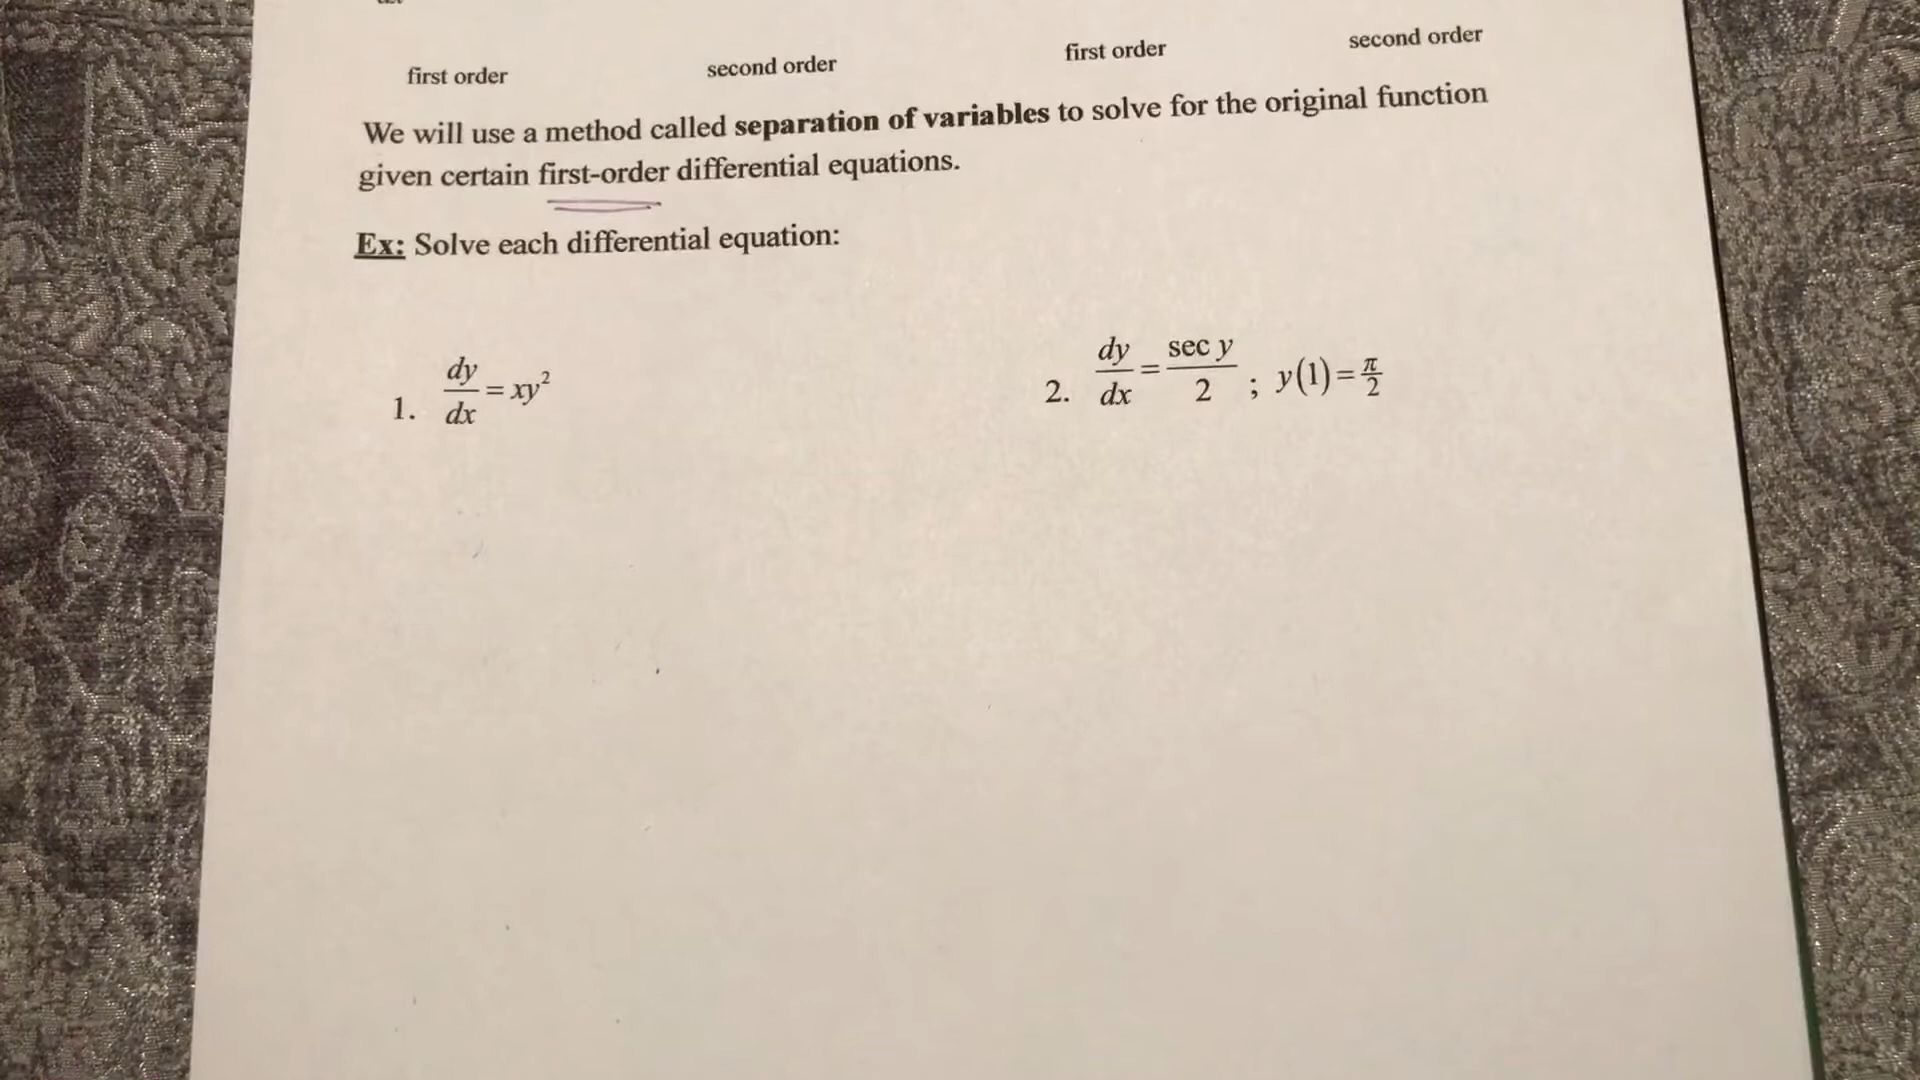 first order second order first order second order
We will use a method called separation of variables to solve for the original function
given certain first-order differential equations.
Ex: Solve each differential equation:
1. dy/dx = xy²
2. dy/dx = sec y/2 ; y(1) = π/2